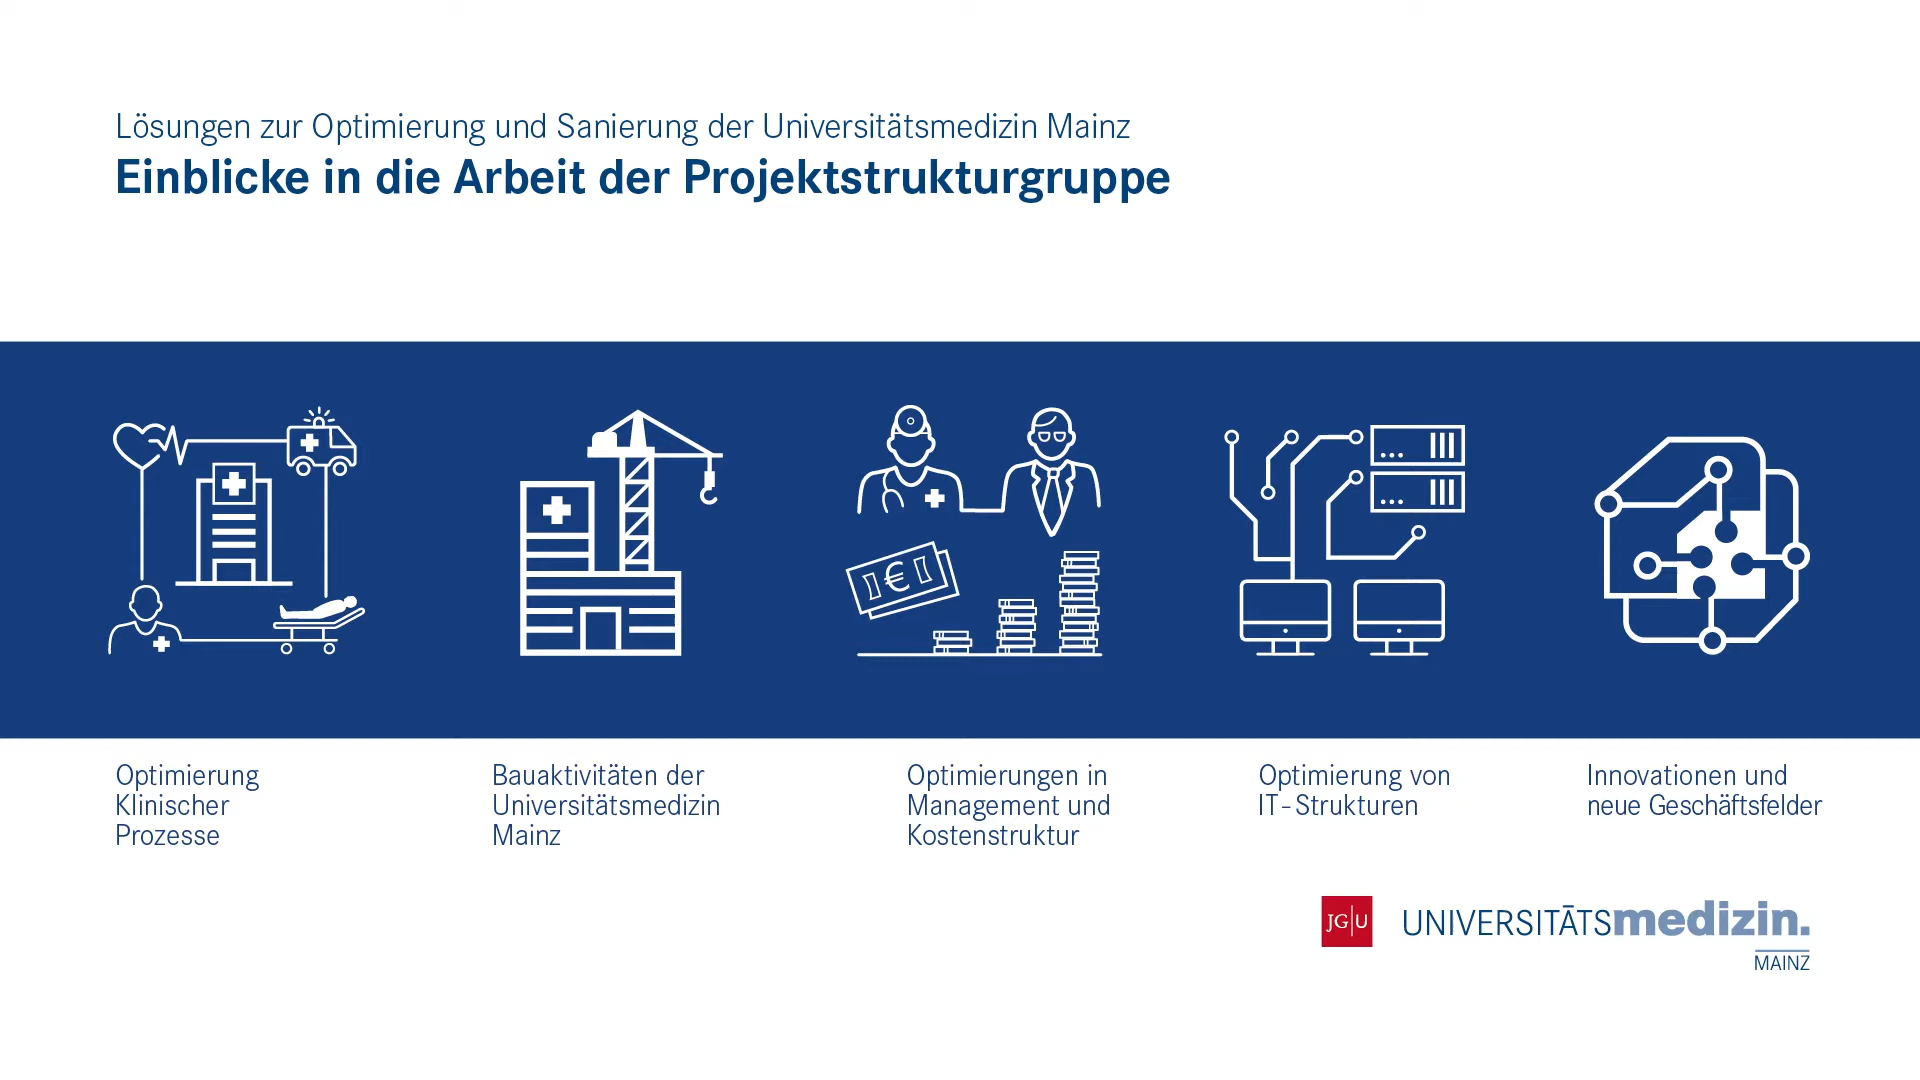 Lösungen zur Optimierung und Sanierung der Universitätsmedizin Mainz
Einblicke in die Arbeit der Projektstrukturgruppe
€
Optimierung
Klinischer
Prozesse
Bauaktivitäten der
Universitätsmedizin
Mainz
Optimierungen in
Management und
Kostenstruktur
Optimierung von
IT-Strukturen
Innovationen und
neue Geschäftsfelder
JG|U
UNIVERSITÄTSmedizin.
MAINZ